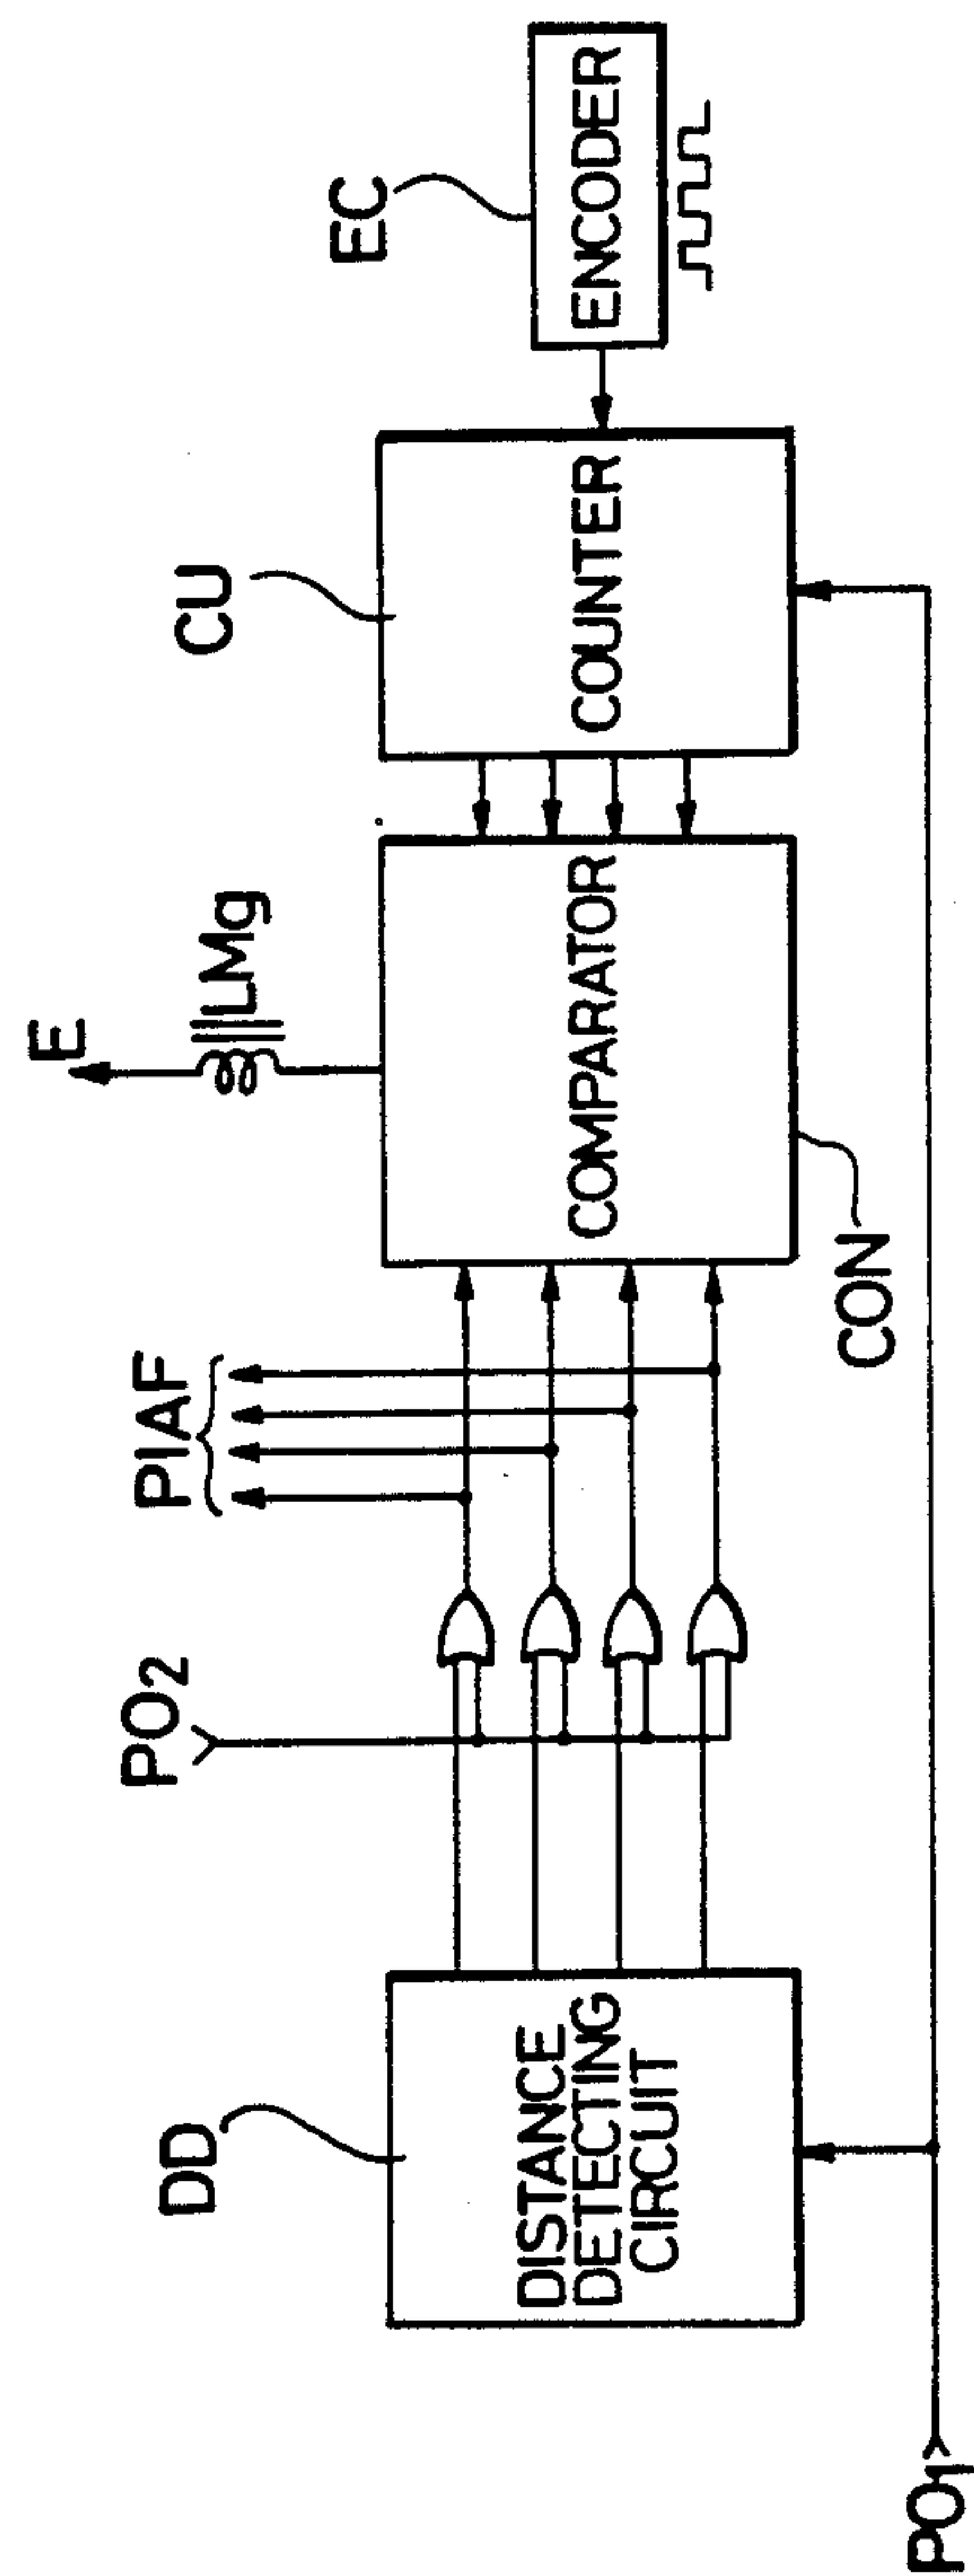 PO1
DD
DISTANCE
DETECTING
CIRCUIT
PO2
PIAF
E
LMg
COMPARATOR
CON
CU
COUNTER
EC
ENCODER